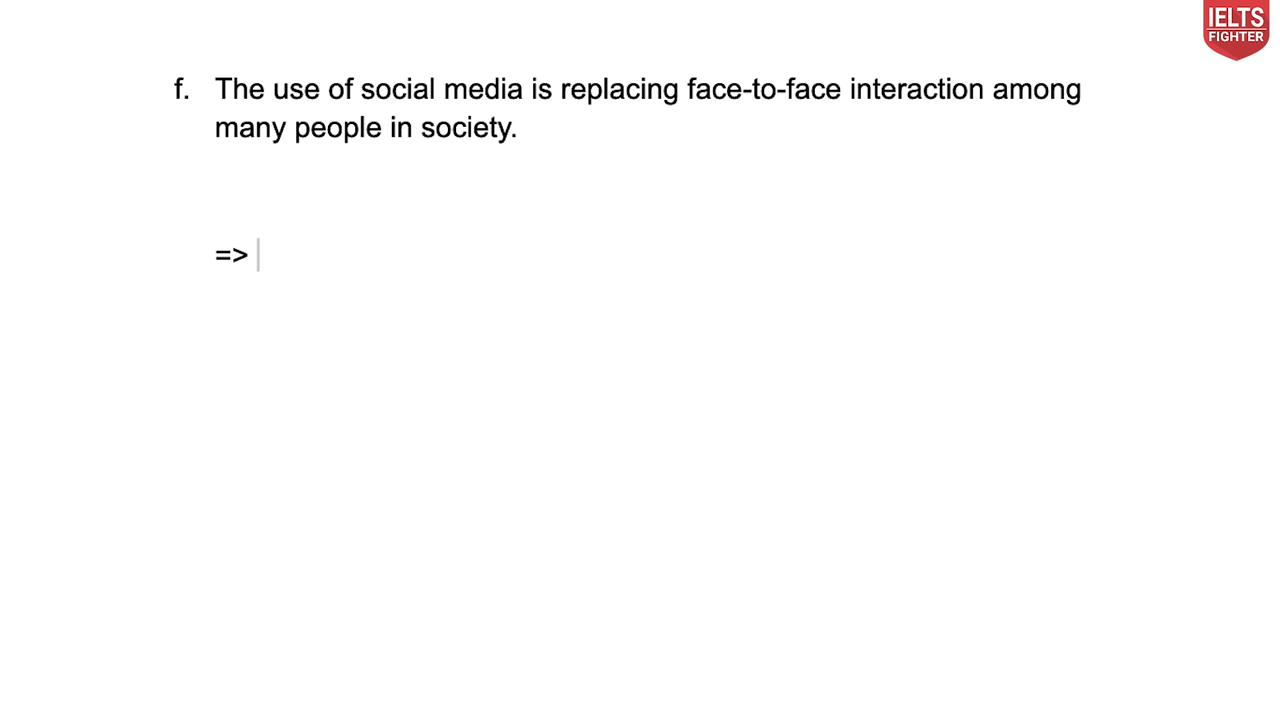 IELTS
FIGHTER
f. The use of social media is replacing face-to-face interaction among
many people in society.
=>